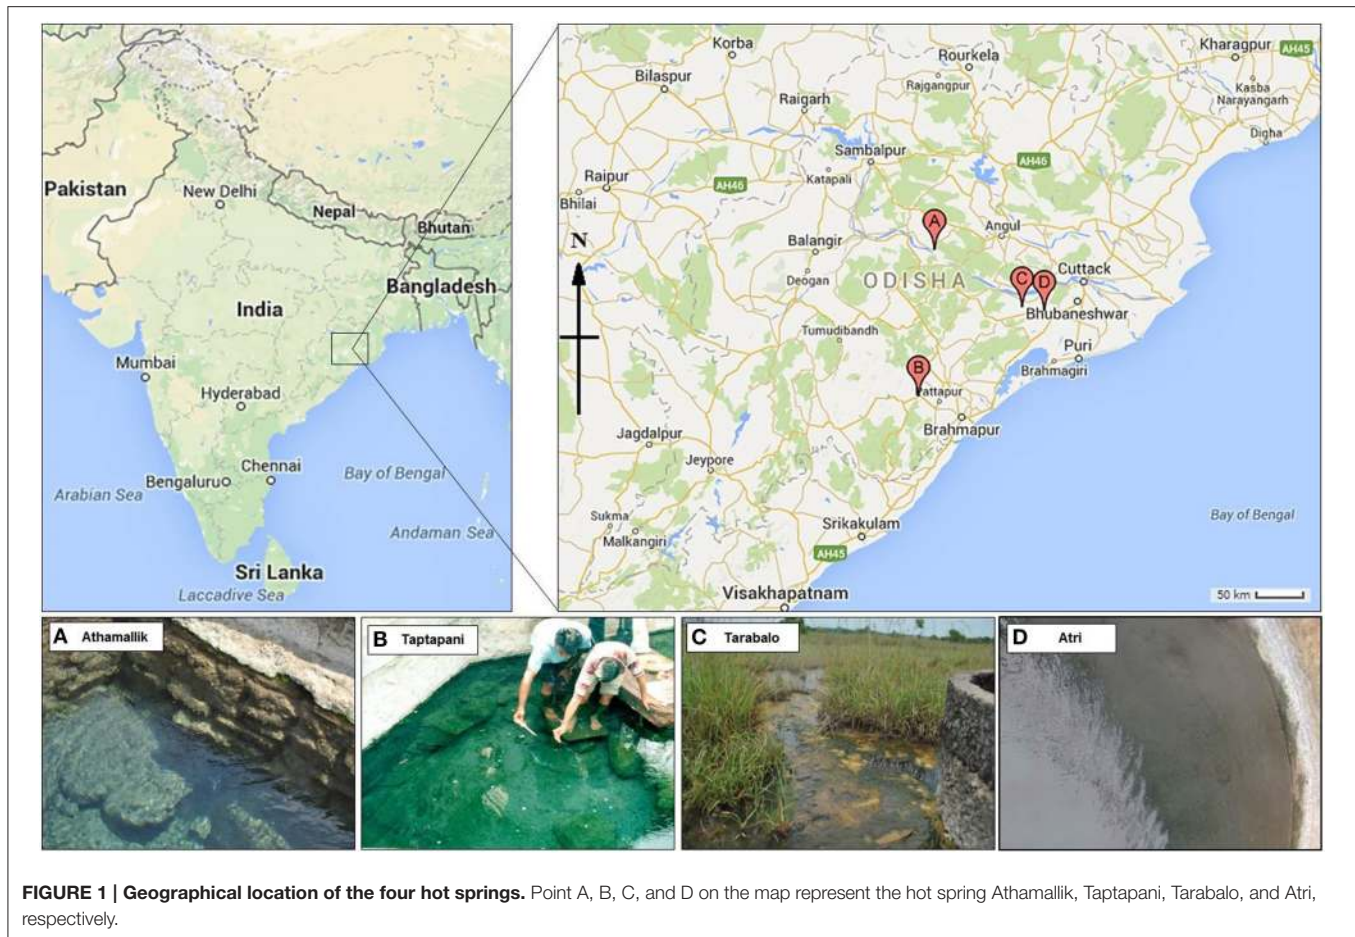 Pakistan
New Delhi
Nepal
Bhutan
Bangladesh
India
Mumbai
Hyderabad
Chennai
Bengaluru
Bay of Bengal
Arabian Sea
Andaman Sea
Sri Lanka
Laccadive Sea
Korba
Kharagpur
AH45
Rourkela
Bilaspur
Rajgangpur
Kasba
Narayangarh
Raigarh
Digha
Sambalpur
AH46
Katapali
Raipur
AH46
Bhilai
A
N
Balangir
Angul
Deogan
ODISHA
C
D
Cuttack
Bhubaneshwar
Tumudibandh
Puri
Brahmagiri
B
Pattapur
Brahmapur
Jagdalpur
Jeypore
Sukma
Malkangiri
Srikakulam
Bay of Bengal
AH45
Visakhapatnam
50 km
A Athamallik
B Taptapani
C Tarabalo
D Atri
FIGURE 1 | Geographical location of the four hot springs. Point A, B, C, and D on the map represent the hot spring Athamallik, Taptapani, Tarabalo, and Atri,
respectively.